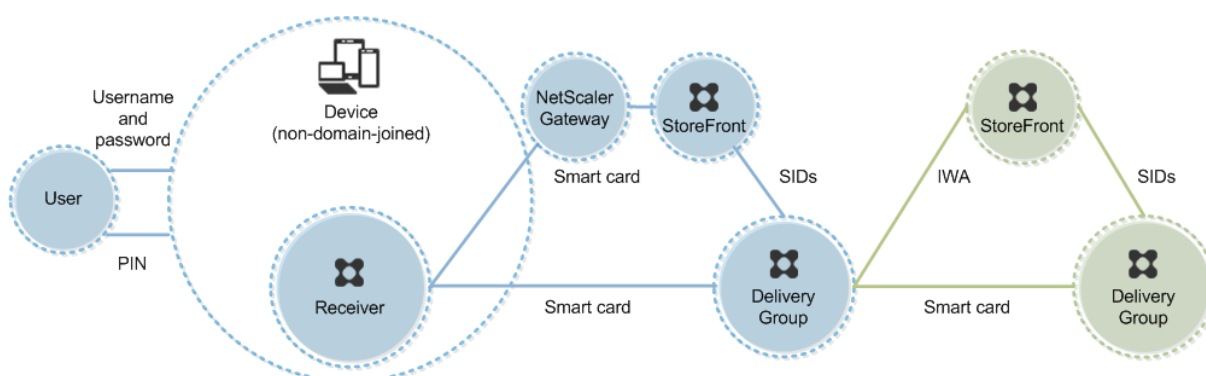 Username
and
password
User
PIN
Device
(non-domain-joined)
Receiver
NetScaler
Gateway
StoreFront
Smart card
SIDs
Smart card
Delivery
Group
IWA
StoreFront
SIDs
Smart card
Delivery
Group